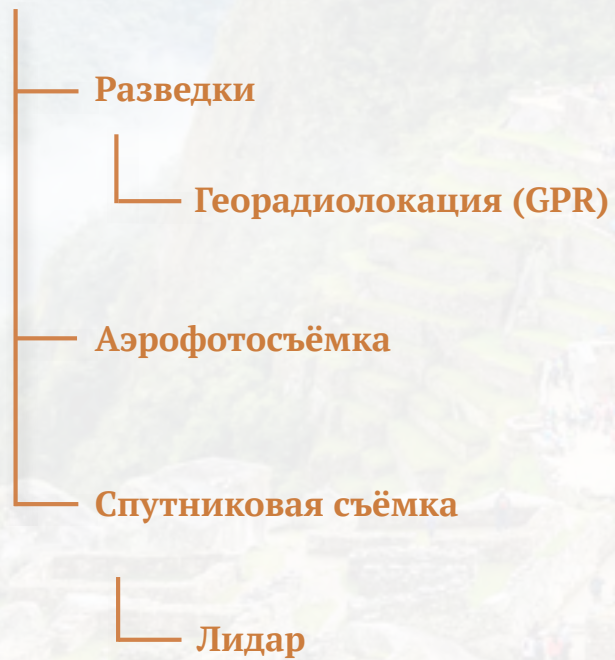 Разведки
Георадиолокация (GPR)
Аэрофотосъёмка
Спутниковая съёмка
Лидар